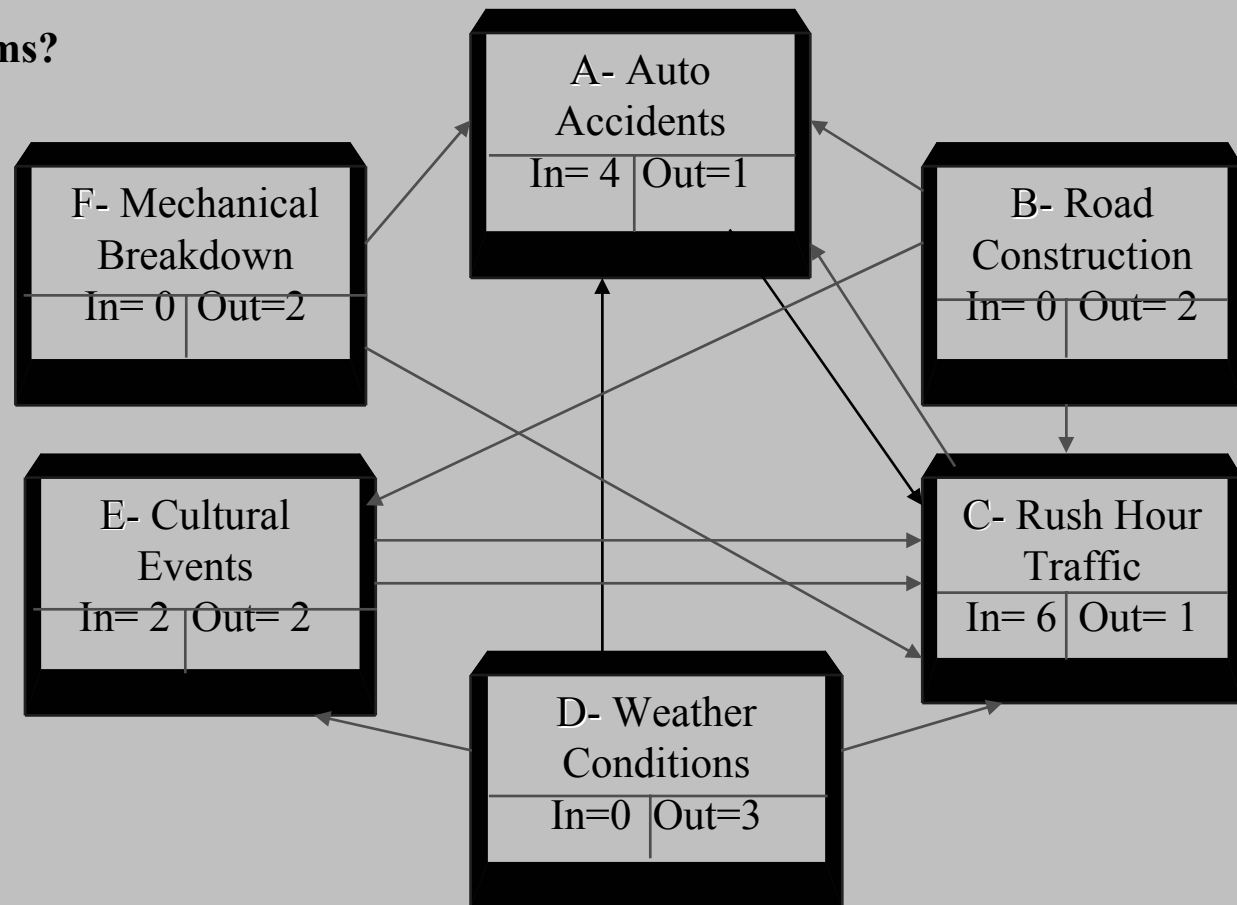 ms?
A- Auto
Accidents
In= 4 Out=1
F- Mechanical
Breakdown
In= 0 Out=2
B- Road
Construction
In= 0 Out= 2
E- Cultural
Events
In= 2 Out= 2
C- Rush Hour
Traffic
In= 6 Out= 1
D- Weather
Conditions
In=0 Out=3